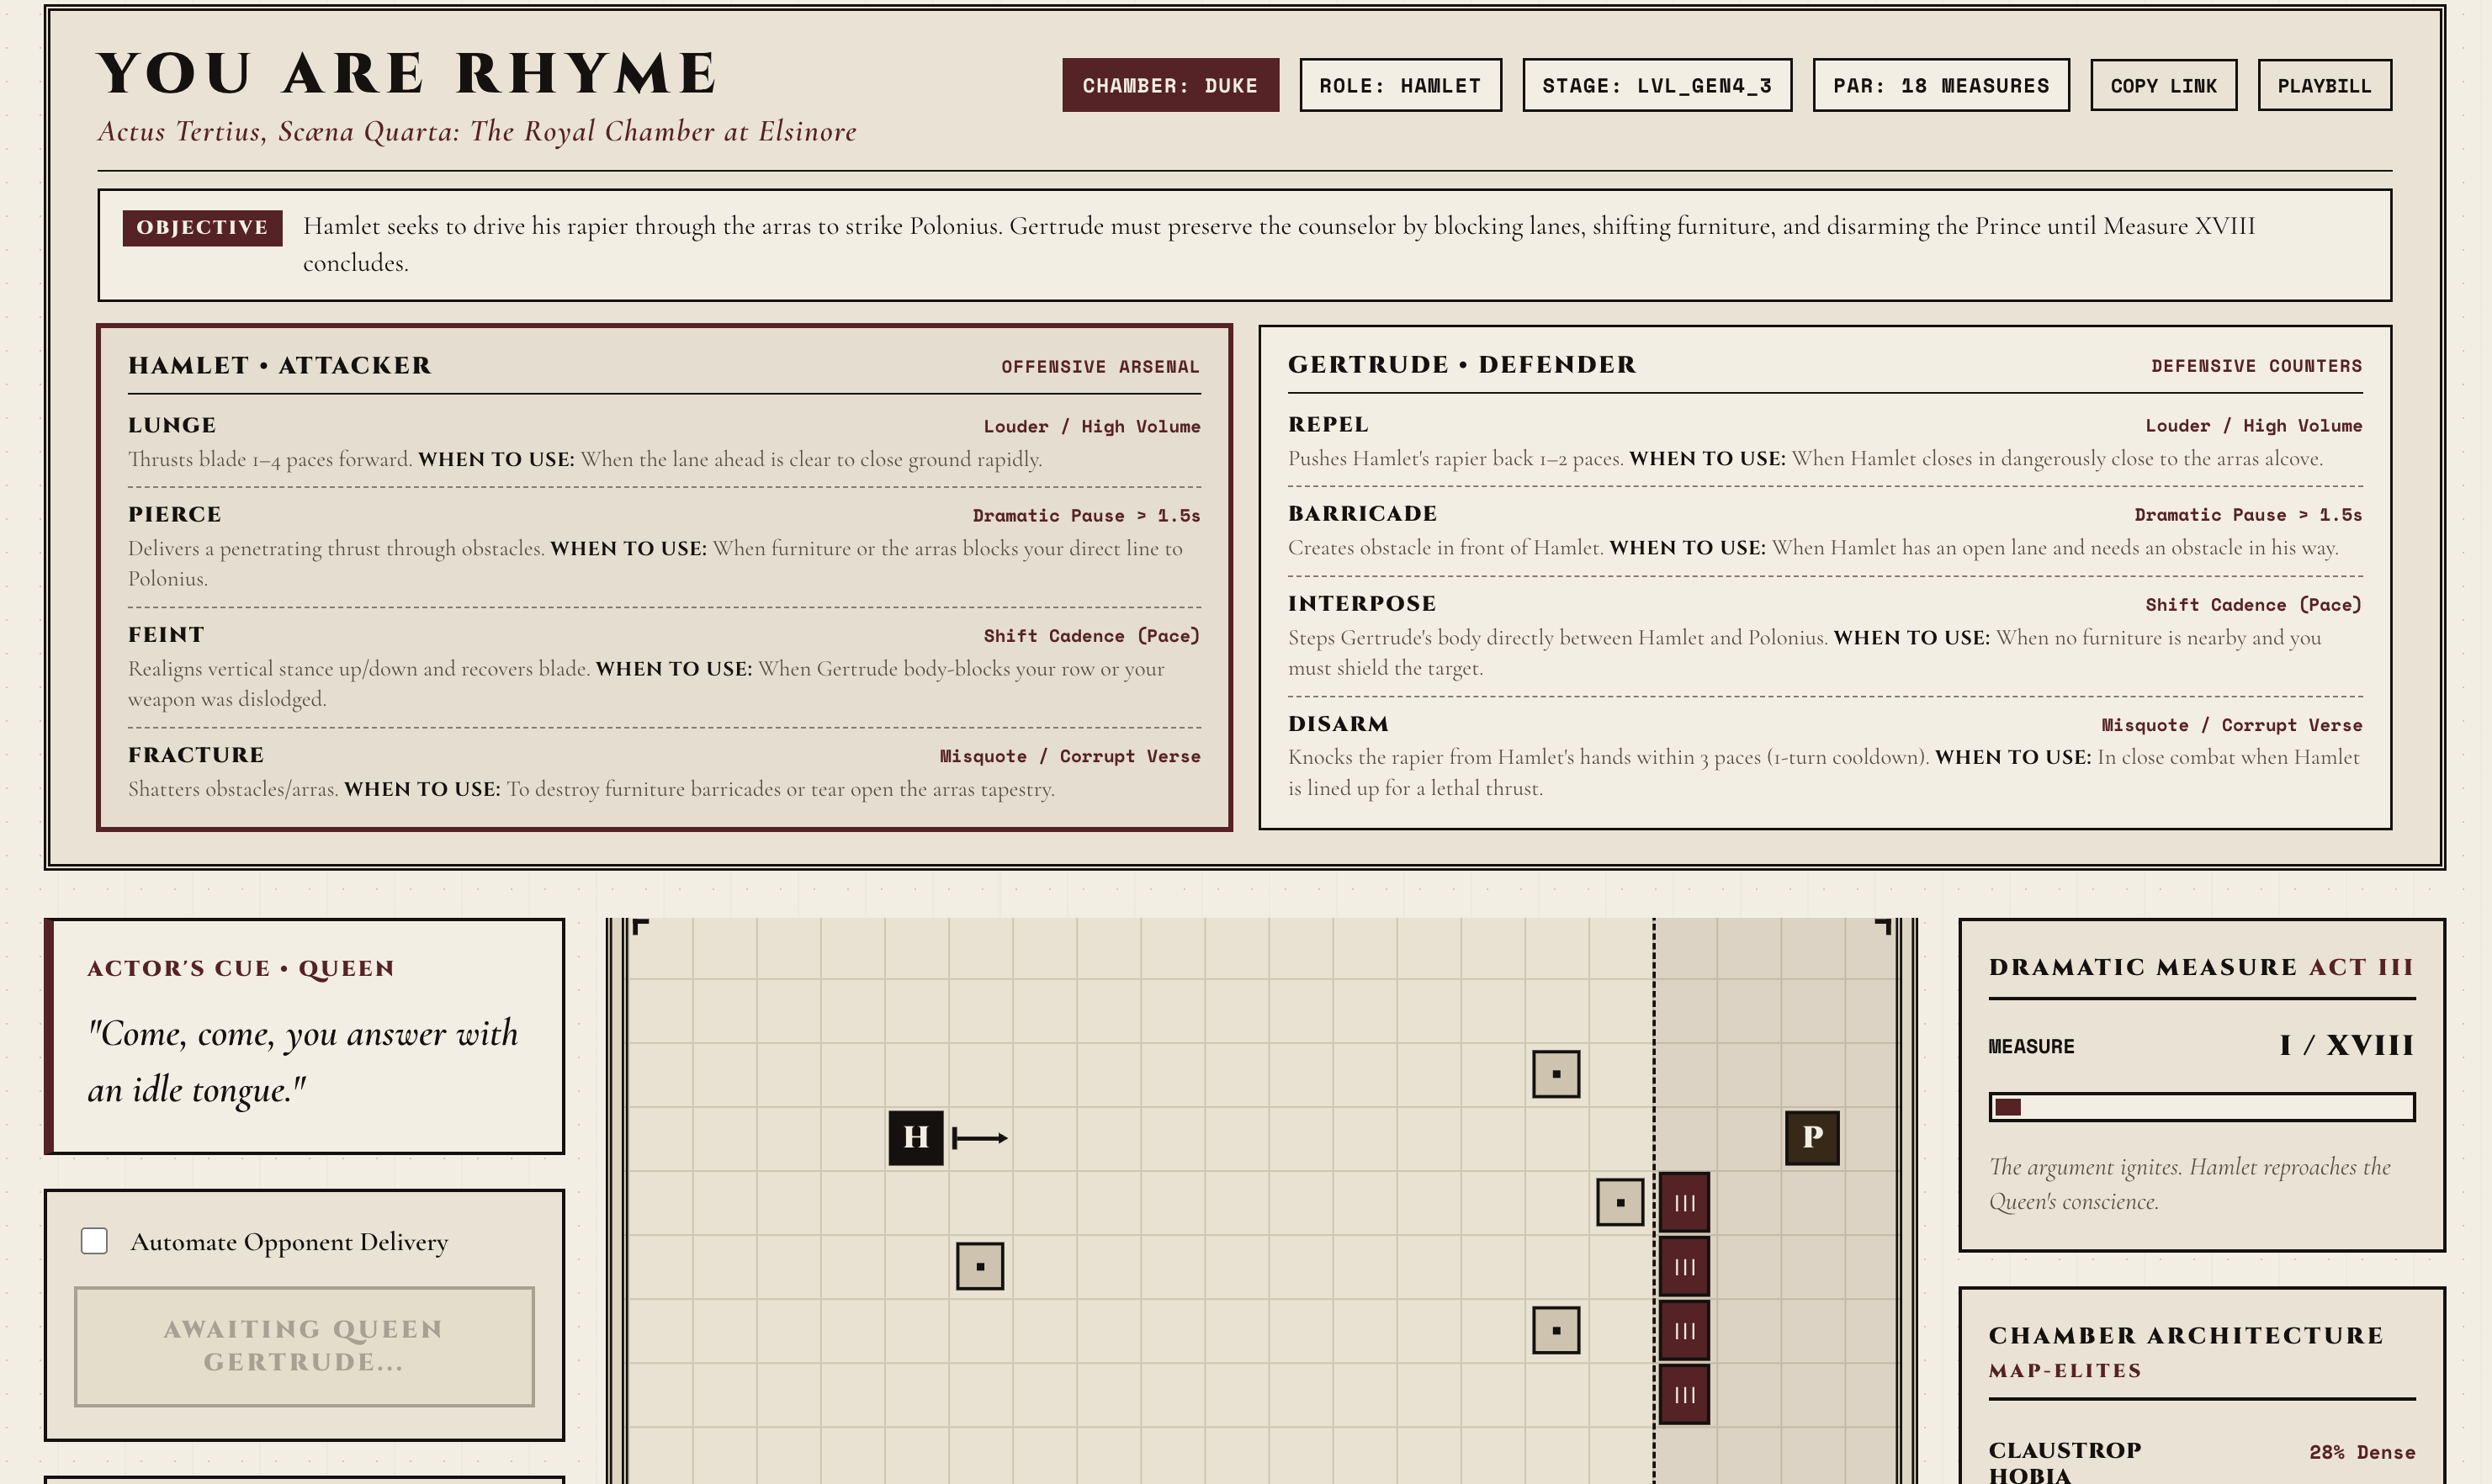 YOU ARE RHYME
Actus Tertius, Scæna Quarta: The Royal Chamber at Elsinore
CHAMBER: DUKE
ROLE: HAMLET
STAGE: LVL_GEN4_3
PAR: 18 MEASURES
COPY LINK
PLAYBILL
OBJECTIVE
Hamlet seeks to drive his rapier through the arras to strike Polonius. Gertrude must preserve the counselor by blocking lanes, shifting furniture, and disarming the Prince until Measure XVIII
concludes.
HAMLET • ATTACKER
OFFENSIVE ARSENAL
LUNGE
Louder / High Volume
Thrusts blade 1–4 paces forward. WHEN TO USE: When the lane ahead is clear to close ground rapidly.
PIERCE
Dramatic Pause > 1.5s
Delivers a penetrating thrust through obstacles. WHEN TO USE: When furniture or the arras blocks your direct line to
Polonius.
FEINT
Shift Cadence (Pace)
Realigns vertical stance up/down and recovers blade. WHEN TO USE: When Gertrude body-blocks your row or your
weapon was dislodged.
FRACTURE
Misquote / Corrupt Verse
Shatters obstacles/arras. WHEN TO USE: To destroy furniture barricades or tear open the arras tapestry.
GERTRUDE • DEFENDER
DEFENSIVE COUNTERS
REPEL
Louder / High Volume
Pushes Hamlet's rapier back 1–2 paces. WHEN TO USE: When Hamlet closes in dangerously close to the arras alcove.
BARRICADE
Dramatic Pause > 1.5s
Creates obstacle in front of Hamlet. WHEN TO USE: When Hamlet has an open lane and needs an obstacle in his way.
INTERPOSE
Shift Cadence (Pace)
Steps Gertrude's body directly between Hamlet and Polonius. WHEN TO USE: When no furniture is nearby and you
must shield the target.
DISARM
Misquote / Corrupt Verse
Knocks the rapier from Hamlet's hands within 3 paces (1-turn cooldown). WHEN TO USE: In close combat when Hamlet
is lined up for a lethal thrust.
ACTOR'S CUE • QUEEN
"Come, come, you answer with
an idle tongue."
Automate Opponent Delivery
AWAITING QUEEN
GERTRUDE...
H
P
DRAMATIC MEASURE ACT III
MEASURE
I / XVIII
The argument ignites. Hamlet reproaches the
Queen's conscience.
CHAMBER ARCHITECTURE
MAP-ELITES
CLAUSTROP
HOBIA
28% Dense